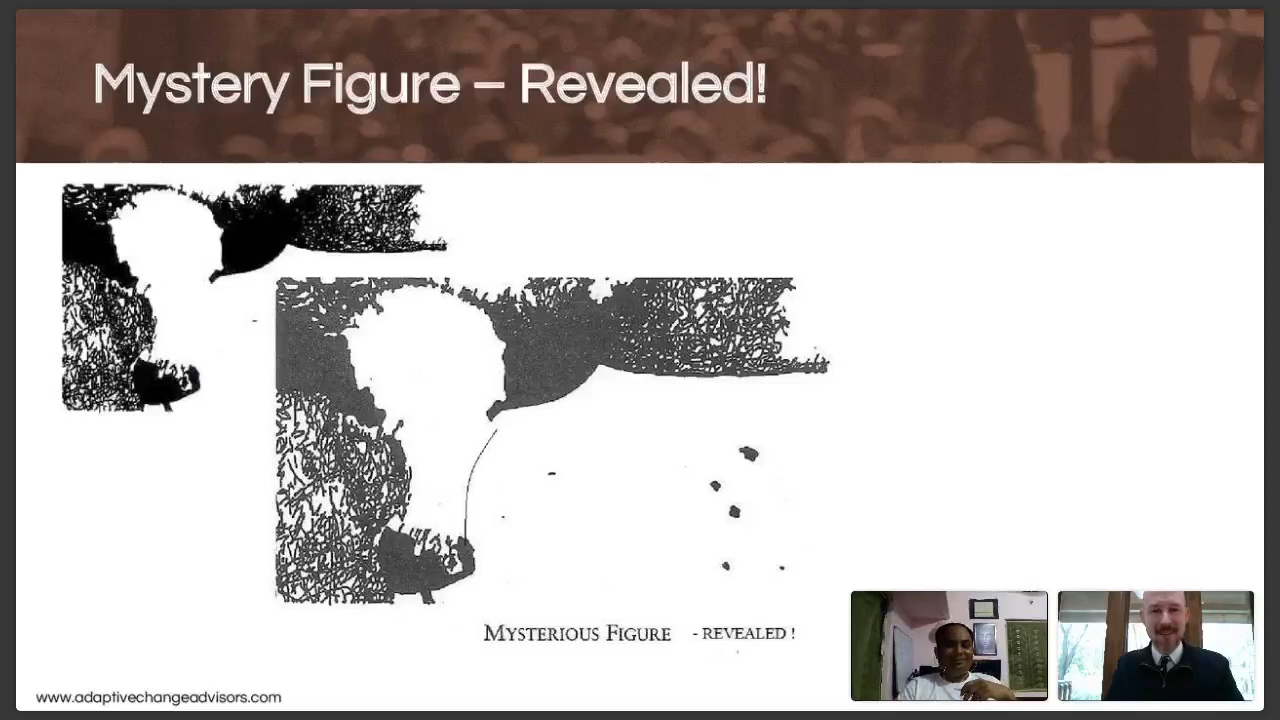 Mystery Figure – Revealed!
MYSTERIOUS FIGURE - REVEALED !
www.adaptivechangeadvisors.com